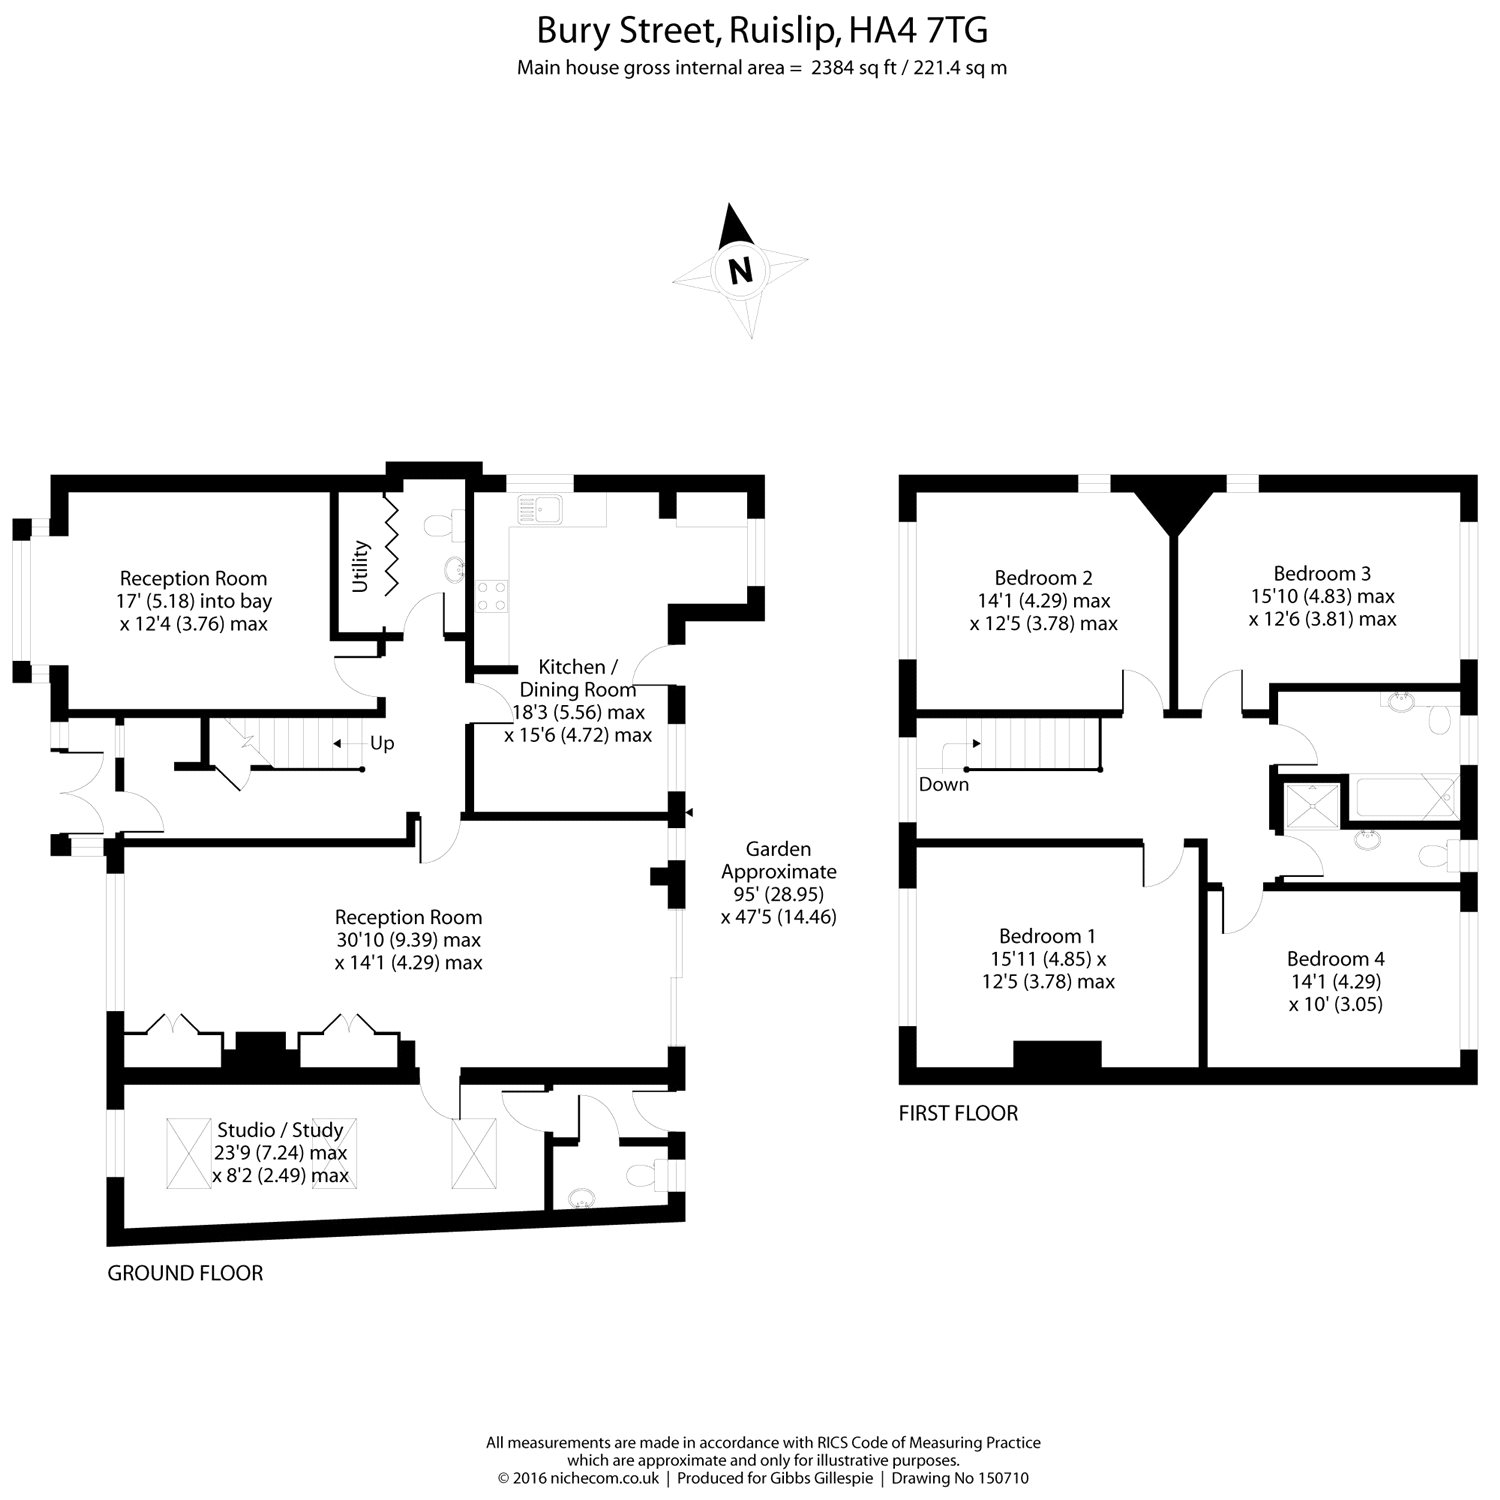 Bury Street, Ruislip, HA4 7TG
Main house gross internal area = 2384 sq ft / 221.4 sq m
N
Reception Room
17' (5.18) into bay
x 12'4 (3.76) max
Utility
Kitchen /
Dining Room
18'3 (5.56) max
x 15'6 (4.72) max
Up
Reception Room
30'10 (9.39) max
x 14'1 (4.29) max
Garden
Approximate
95' (28.95)
x 47'5 (14.46)
Studio / Study
23'9 (7.24) max
x 8'2 (2.49) max
GROUND FLOOR
Bedroom 2
14'1 (4.29) max
x 12'5 (3.78) max
Bedroom 3
15'10 (4.83) max
x 12'6 (3.81) max
Down
Bedroom 1
15'11 (4.85) x
12'5 (3.78) max
Bedroom 4
14'1 (4.29)
x 10' (3.05)
FIRST FLOOR
All measurements are made in accordance with RICS Code of Measuring Practice
which are approximate and only for illustrative purposes.
© 2016 nichecom.co.uk | Produced for Gibbs Gillespie | Drawing No 150710